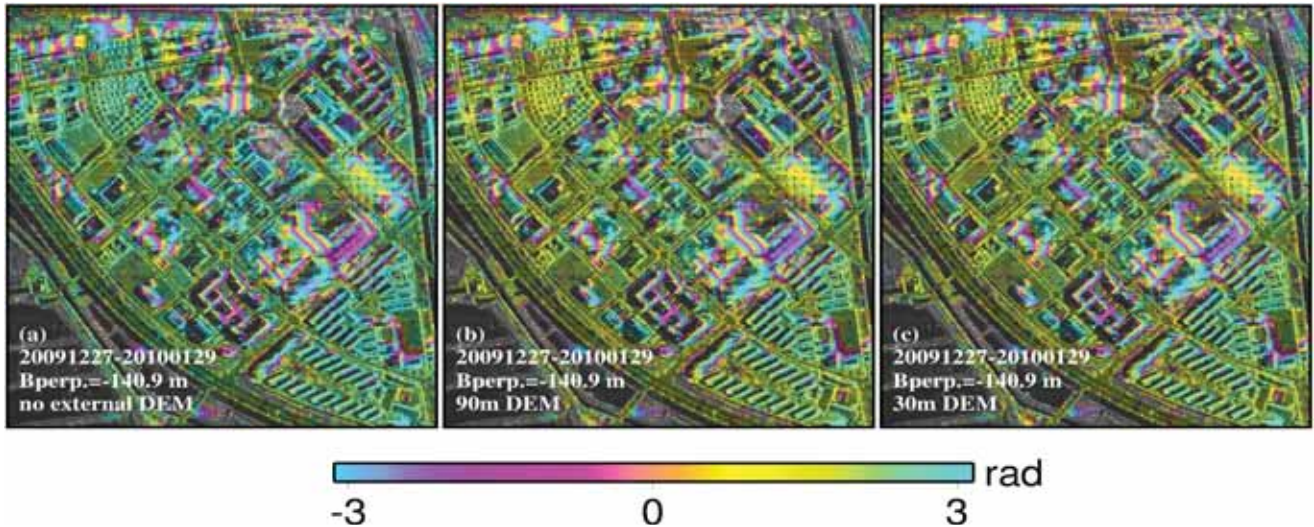 (a)
20091227-20100129
Bperp.=-140.9 m
no external DEM
(b)
20091227-20100129
Bperp.=-140.9 m
90m DEM
(c)
20091227-20100129
Bperp.=-140.9 m
30m DEM
rad
-3 0 3